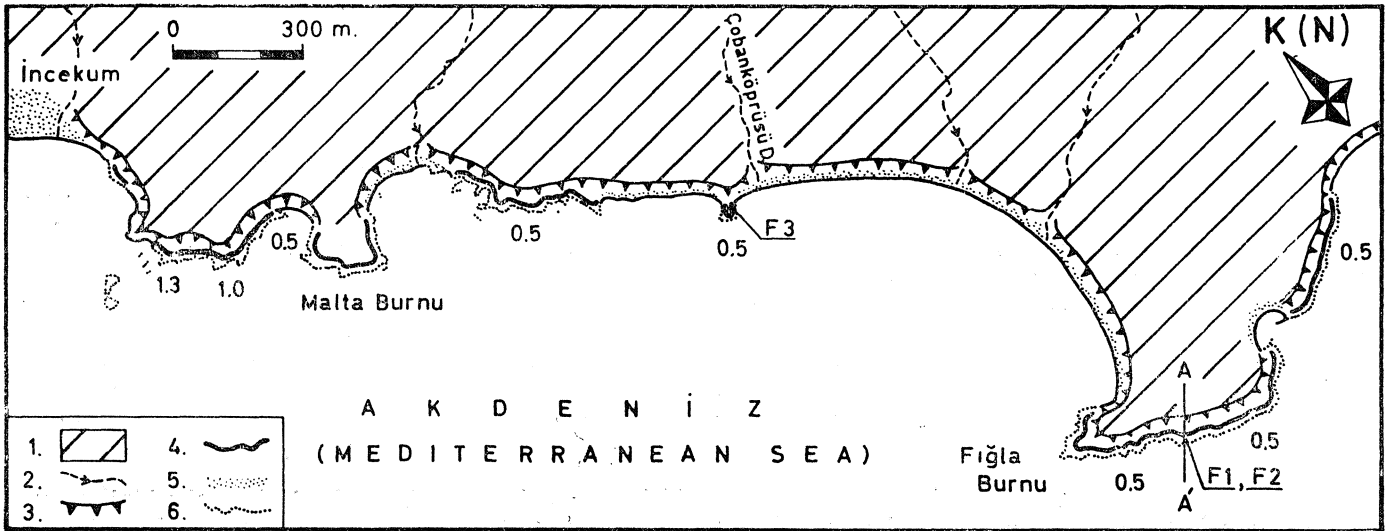 0 300 m.
K (N)
İncekum
Çobanköprüsü D.
F3
0.5
0.5
0.5
0.5
1.3
1.0
Malta Burnu
A
A K D E N İ Z
(MEDITERRANEAN SEA)
Fığla
Burnu
0.5
0.5
F1, F2
A'
1.
2.
3.
4.
5.
6.